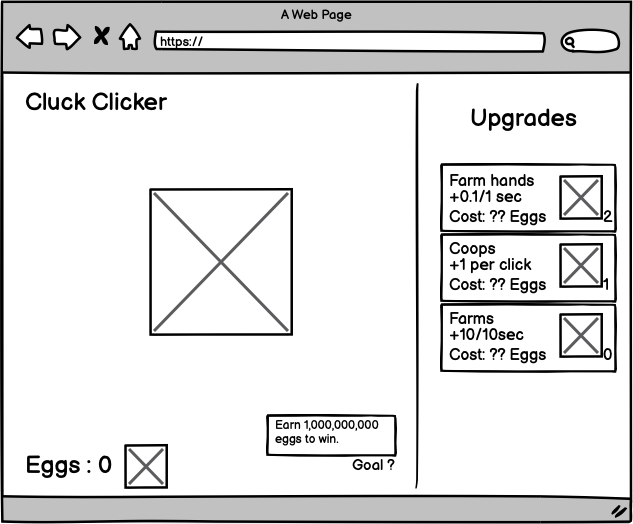 A Web Page
https://
Cluck Clicker
Upgrades
Farm hands
+0.1/1 sec
Cost: ?? Eggs
2
Coops
+1 per click
Cost: ?? Eggs
1
Farms
+10/10sec
Cost: ?? Eggs
0
Earn 1,000,000,000
eggs to win.
Goal ?
Eggs : 0